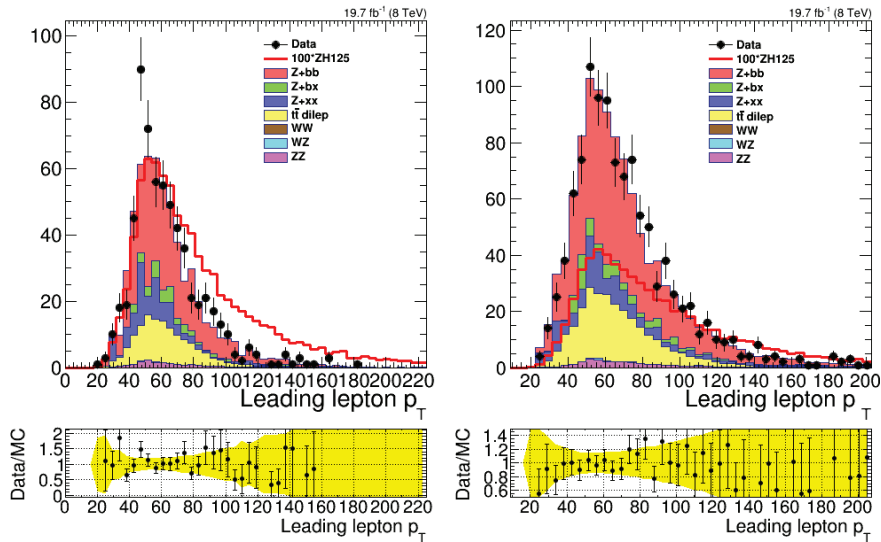 19.7 fb⁻¹ (8 TeV)
100
80
60
40
20
0
Data
100*ZH125
Z+bb
Z+bx
Z+xx
tt̄ dilep
WW
WZ
ZZ
0 20 40 60 80 100 120 140 160 180 200 220
Leading lepton p_T
Data/MC
2
1.5
1
0.5
0
0 20 40 60 80 100 120 140 160 180 200 220
Leading lepton p_T
19.7 fb⁻¹ (8 TeV)
120
100
80
60
40
20
0
Data
100*ZH125
Z+bb
Z+bx
Z+xx
tt̄ dilep
WW
WZ
ZZ
0 20 40 60 80 100 120 140 160 180 200
Leading lepton p_T
Data/MC
1.4
1.2
1
0.8
0.6
0 20 40 60 80 100 120 140 160 180 200
Leading lepton p_T